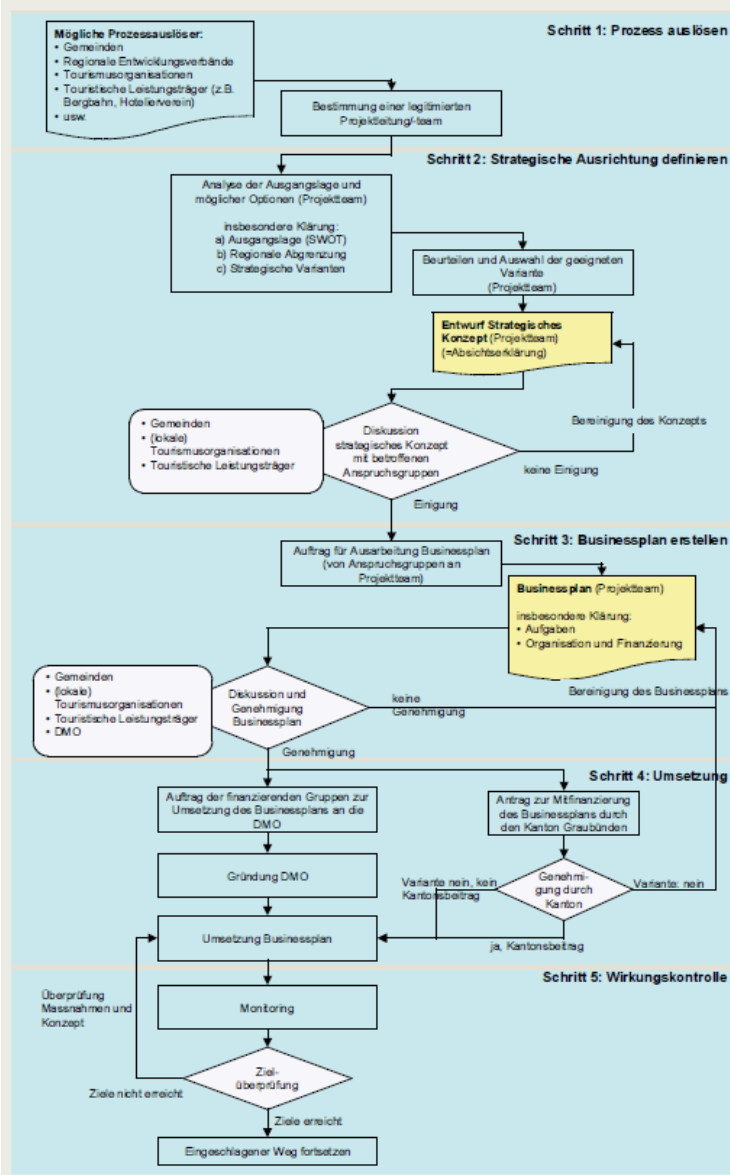 Schritt 1: Prozess auslösen
Mögliche Prozessauslöser:
• Gemeinden
• Regionale Entwicklungsverbände
• Tourismusorganisationen
• Touristische Leistungsträger (z.B.
Bergbahn, Hotelierverein)
• usw.
Bestimmung einer legitimierten
Projektleitung/-team
Schritt 2: Strategische Ausrichtung definieren
Analyse der Ausgangslage und
möglicher Optionen (Projektteam)
insbesondere Klärung:
a) Ausgangslage (SWOT)
b) Regionale Abgrenzung
c) Strategische Varianten
Beurteilen und Auswahl der geeigneten
Variante
(Projektteam)
Entwurf Strategisches
Konzept (Projektteam)
(=Absichtserklärung)
• Gemeinden
• (lokale)
Tourismusorganisationen
• Touristische Leistungsträger
Diskussion
strategisches Konzept
mit betroffenen
Anspruchsgruppen
Bereinigung des Konzepts
keine Einigung
Einigung
Schritt 3: Businessplan erstellen
Auftrag für Ausarbeitung Businessplan
(von Anspruchsgruppen an
Projektteam)
Businessplan (Projektteam)
insbesondere Klärung:
• Aufgaben
• Organisation und Finanzierung
• Gemeinden
• (lokale)
Tourismusorganisationen
• Touristische Leistungsträger
• DMO
Diskussion und
Genehmigung
Businessplan
keine
Genehmigung
Bereinigung des Businessplans
Genehmigung
Schritt 4: Umsetzung
Auftrag der finanzierenden Gruppen zur
Umsetzung des Businessplans an die
DMO
Antrag zur Mitfinanzierung
des Businessplans durch
den Kanton Graubünden
Gründung DMO
Variante nein, kein
Kantonsbeitrag
Genehmi-
gung durch
Kanton
Variante: nein
Umsetzung Businessplan
ja, Kantonsbeitrag
Schritt 5: Wirkungskontrolle
Überprüfung
Massnahmen und
Konzept
Monitoring
Ziel-
überprüfung
Ziele nicht erreicht
Ziele erreicht
Eingeschlagener Weg fortsetzen